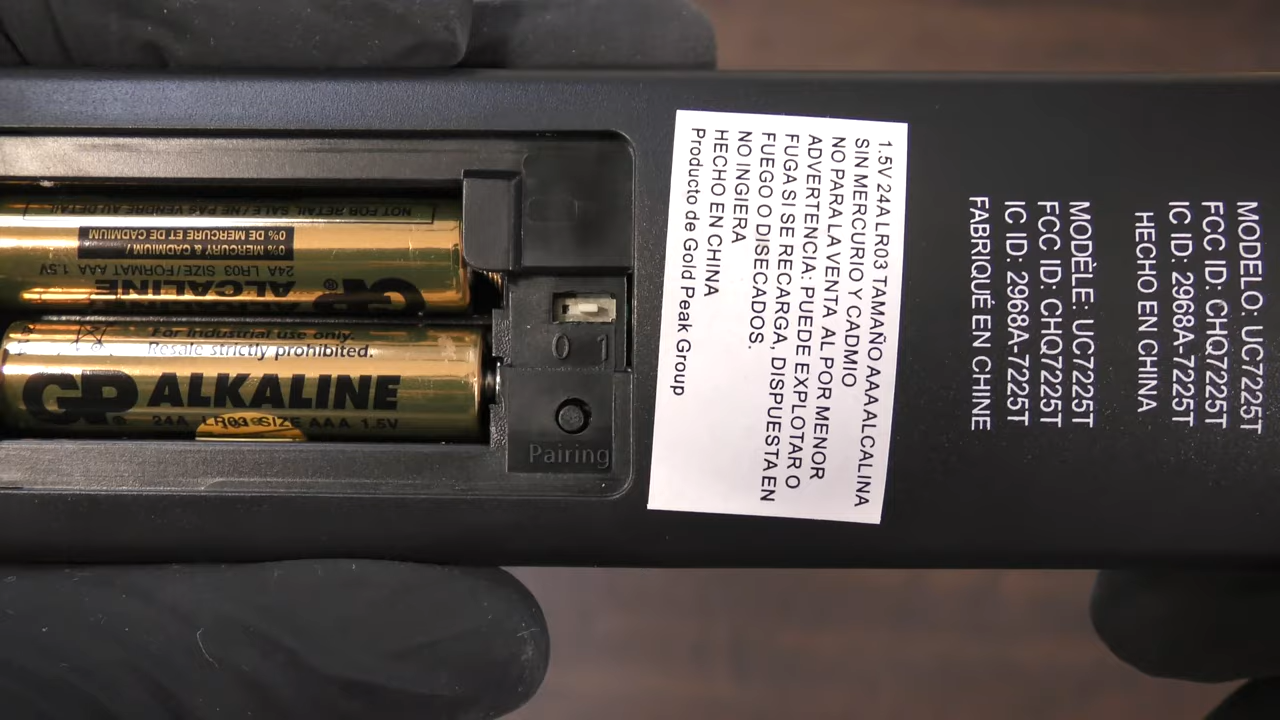 NOT FOR RETAIL SALE / NE PAS VENDRE AU DETAIL
0% MERCURY & CADMIUM /
0% DE MERCURE ET DE CADMIUM
24A LR03 SIZE/FORMAT AAA 1.5V
GP® ALCALINE
For industrial use only.
Resale strictly prohibited.
GP® ALKALINE
24A LR03 SIZE AAA 1.5V
0 1
Pairing
1.5V 24A LR03 TAMAÑO AAA ALCALINA
SIN MERCURIO Y CADMIO
NO PARA LA VENTA AL POR MENOR
ADVERTENCIA: PUEDE EXPLOTAR O
FUGA SI SE RECARGA, DISPUESTA EN
FUEGO O DISECADOS.
NO INGIERA
HECHO EN CHINA
Producto de Gold Peak Group
MODELO: UC7225T
FCC ID: CHQ7225T
IC ID: 2968A-7225T
HECHO EN CHINA
MODÈLE: UC7225T
FCC ID: CHQ7225T
IC ID: 2968A-7225T
FABRIQUÉ EN CHINE